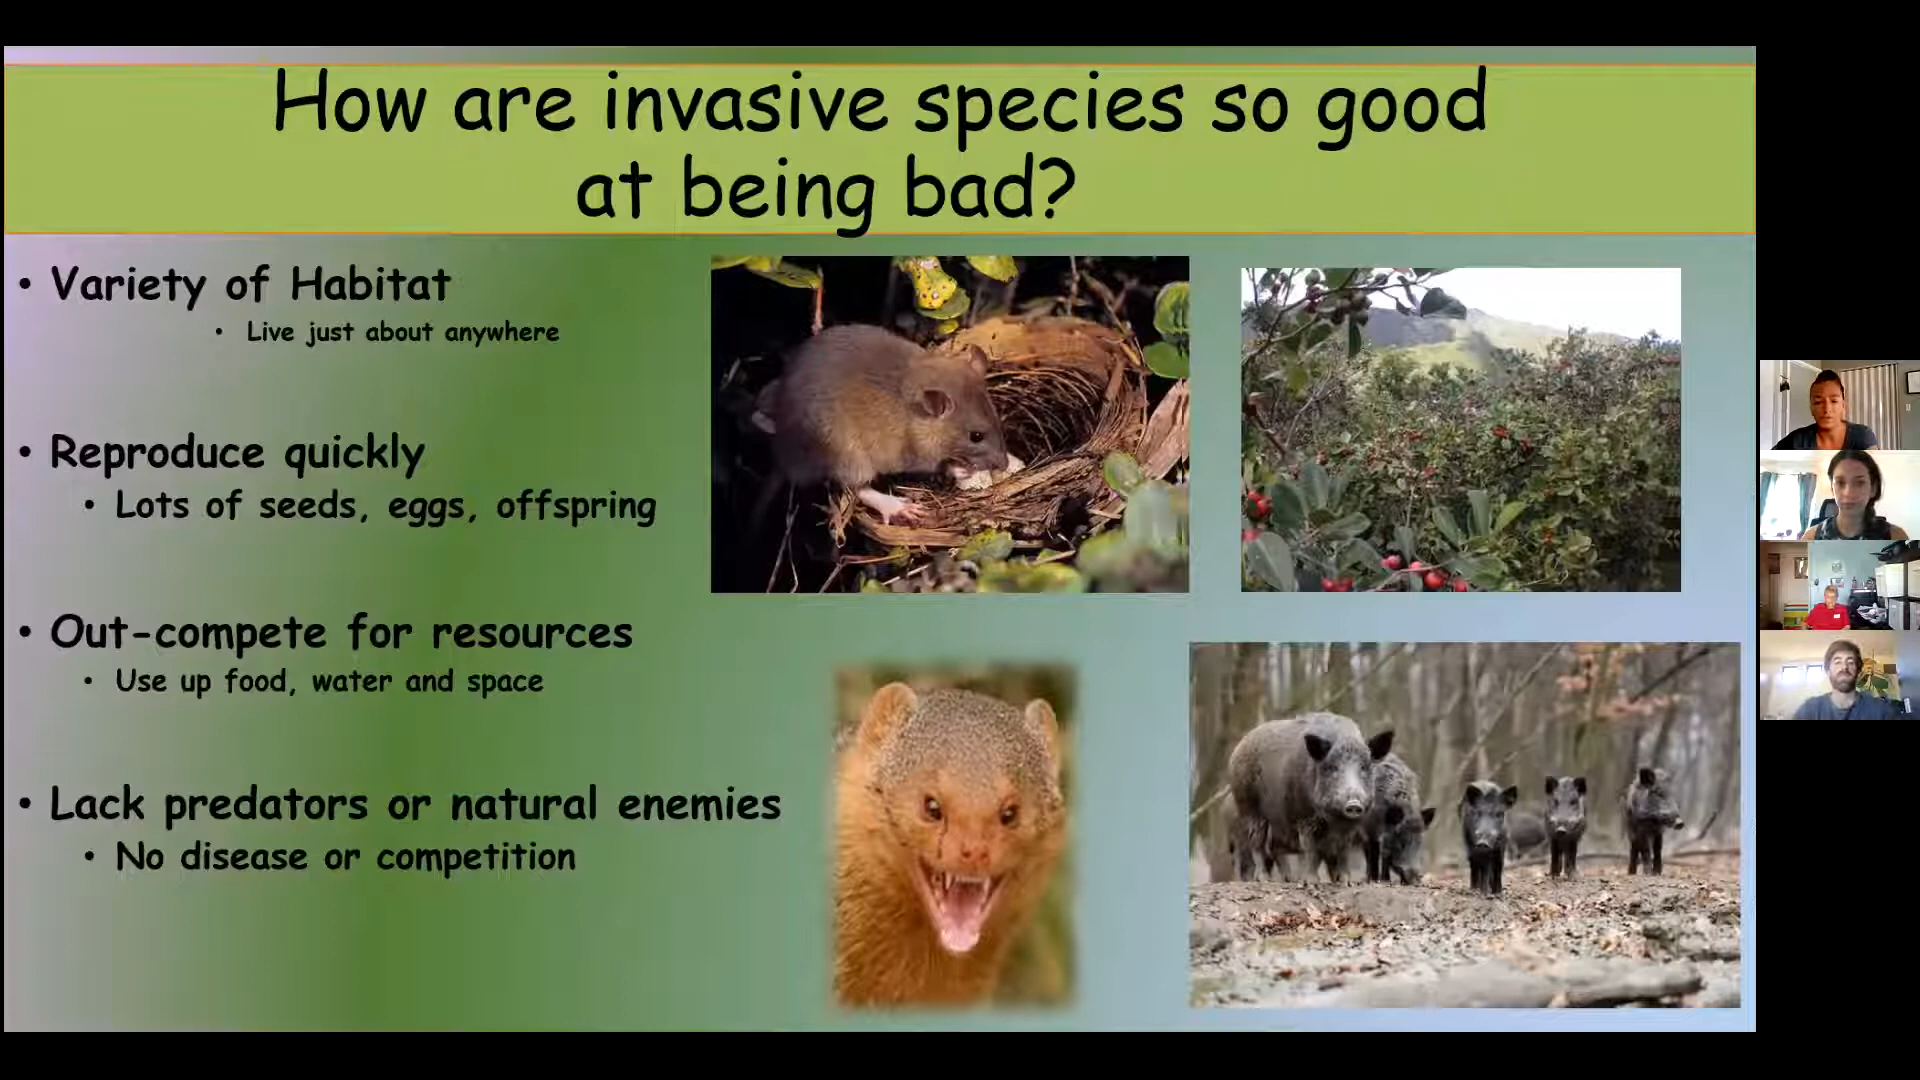 How are invasive species so good
at being bad?
• Variety of Habitat
• Live just about anywhere
• Reproduce quickly
• Lots of seeds, eggs, offspring
• Out-compete for resources
• Use up food, water and space
• Lack predators or natural enemies
• No disease or competition